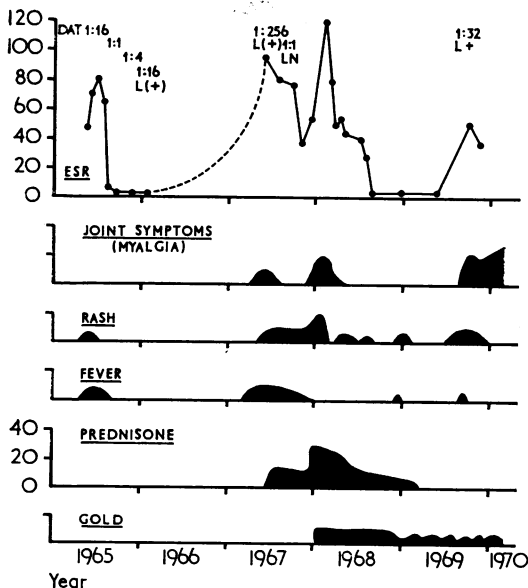 120
DAT 1:16
1:1
1:4
1:16
L(+)
1:256
L(+)1:1
LN
1:32
L+
100
80
60
40
20
0
ESR
JOINT SYMPTOMS
(MYALGIA)
RASH
FEVER
PREDNISONE
40
20
0
GOLD
1965 1966 1967 1968 1969 1970
Year